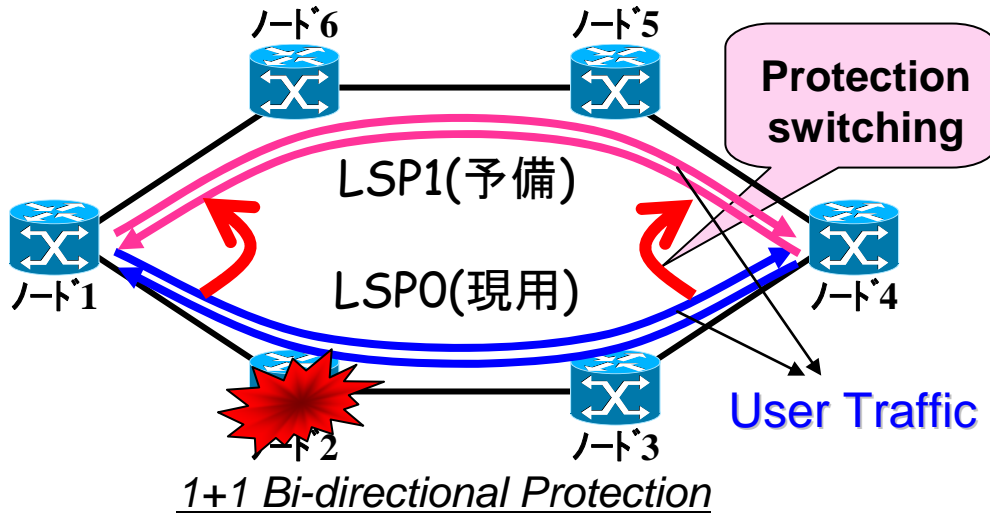 ノード6
ノード5
Protection
switching
LSP1(予備)
ノード1
LSP0(現用)
ノード4
ノード2
ノード3
User Traffic
1+1 Bi-directional Protection